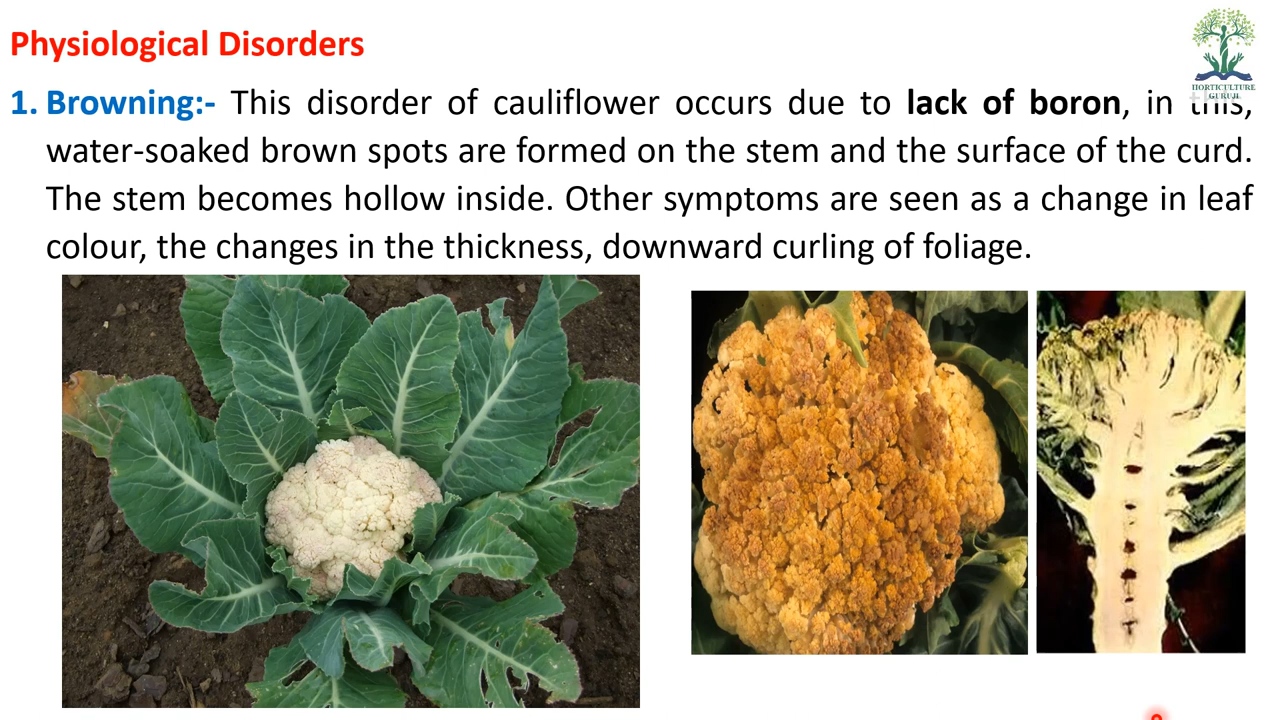 Physiological Disorders
1. Browning:- This disorder of cauliflower occurs due to lack of boron, in this,
water-soaked brown spots are formed on the stem and the surface of the curd.
The stem becomes hollow inside. Other symptoms are seen as a change in leaf
colour, the changes in the thickness, downward curling of foliage.
HORTICULTURE
GURUJI